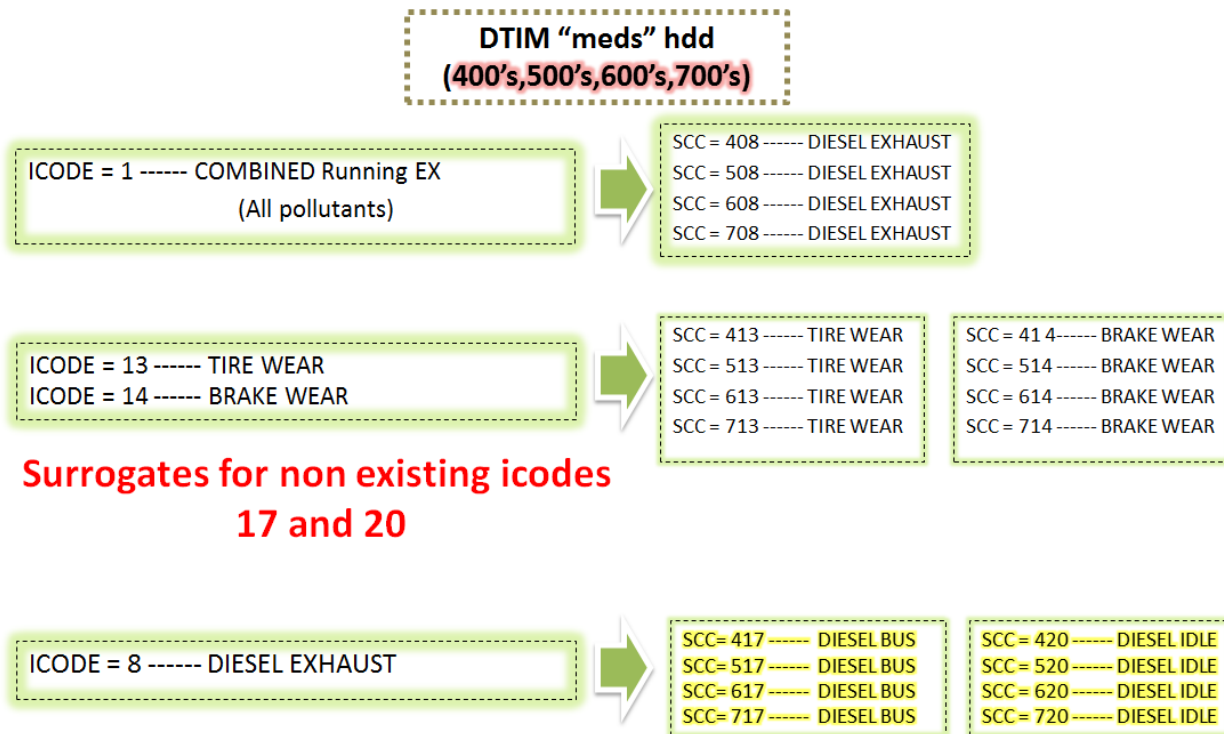 DTIM “meds” hdd
(400’s,500’s,600’s,700’s)
ICODE = 1 ------ COMBINED Running EX
(All pollutants)
SCC = 408 ------ DIESEL EXHAUST
SCC = 508 ------ DIESEL EXHAUST
SCC = 608 ------ DIESEL EXHAUST
SCC = 708 ------ DIESEL EXHAUST
ICODE = 13 ------ TIRE WEAR
ICODE = 14 ------ BRAKE WEAR
SCC = 413 ------ TIRE WEAR
SCC = 513 ------ TIRE WEAR
SCC = 613 ------ TIRE WEAR
SCC = 713 ------ TIRE WEAR
SCC = 414------ BRAKE WEAR
SCC = 514 ------ BRAKE WEAR
SCC = 614 ------ BRAKE WEAR
SCC = 714 ------ BRAKE WEAR
Surrogates for non existing icodes
17 and 20
ICODE = 8 ------ DIESEL EXHAUST
SCC= 417 ------ DIESEL BUS
SCC= 517 ------ DIESEL BUS
SCC= 617 ------ DIESEL BUS
SCC= 717 ------ DIESEL BUS
SCC = 420 ------ DIESEL IDLE
SCC = 520 ------ DIESEL IDLE
SCC = 620 ------ DIESEL IDLE
SCC = 720 ------ DIESEL IDLE